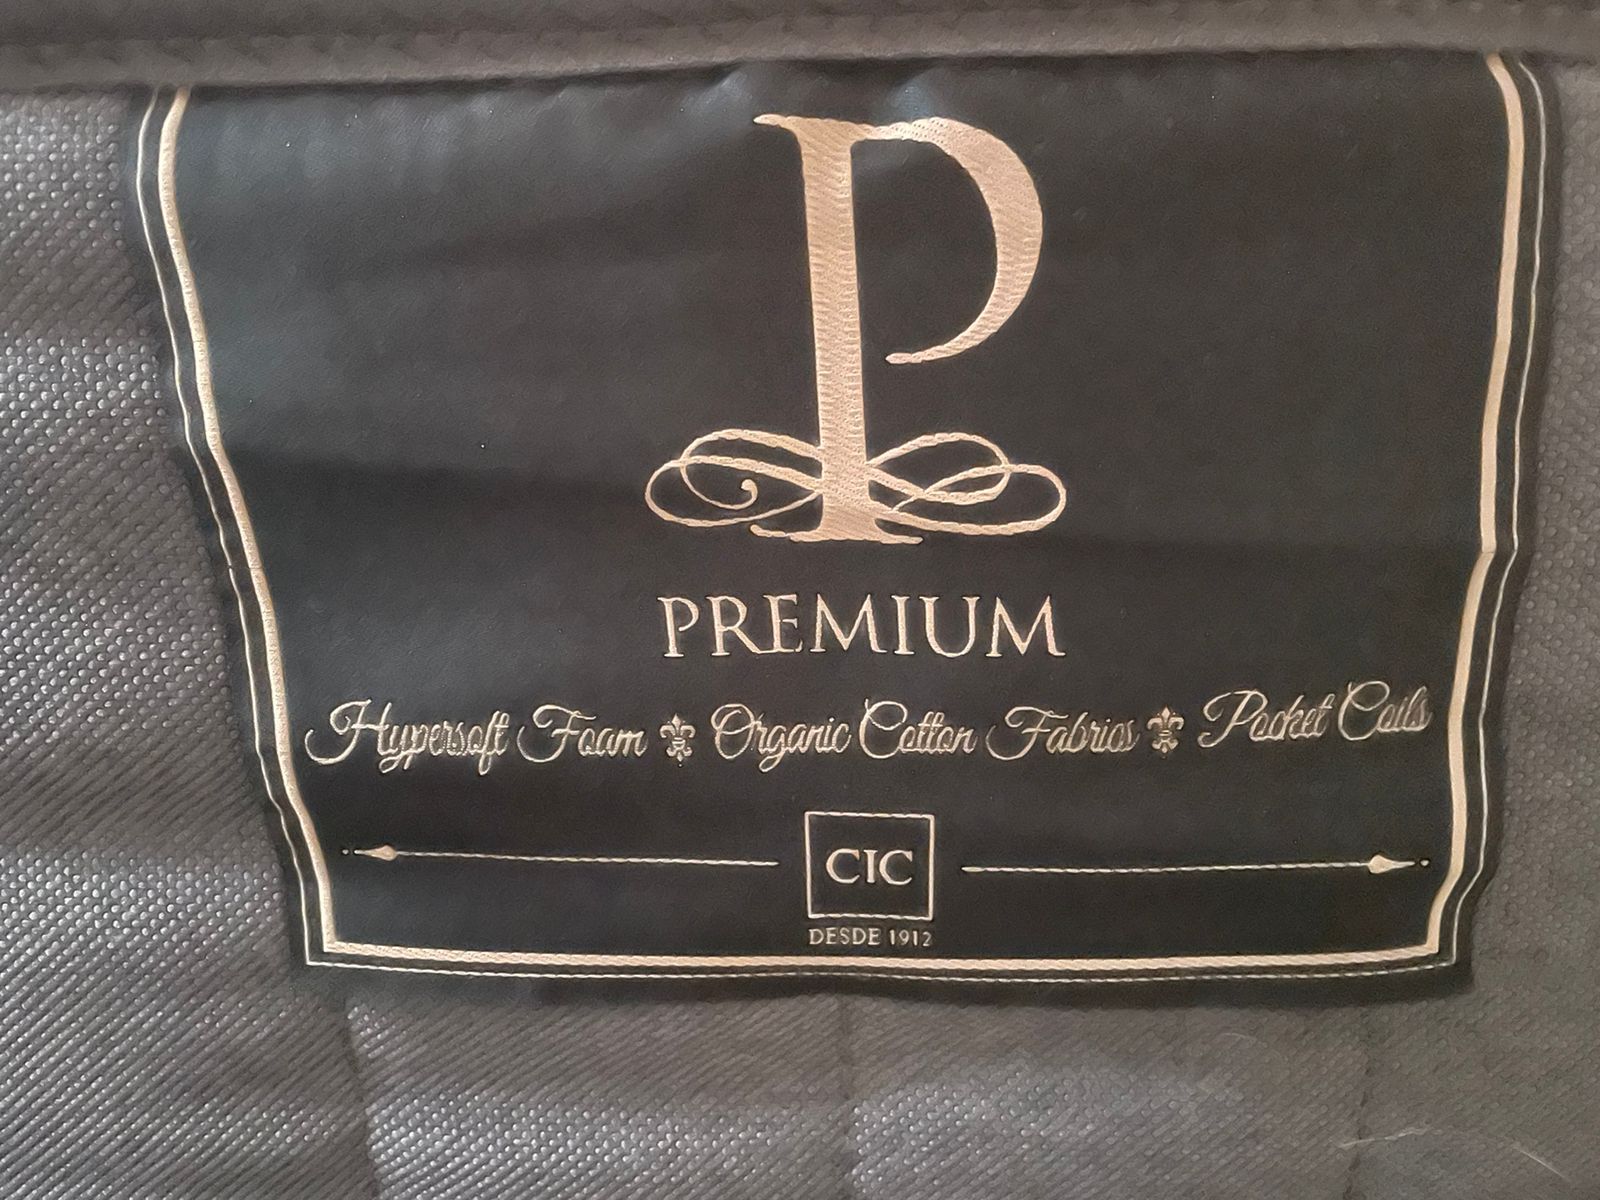 P
PREMIUM
Hypersoft Foam ⚜ Organic Cotton Fabrics ⚜ Pocket Coils
CIC
DESDE 1912